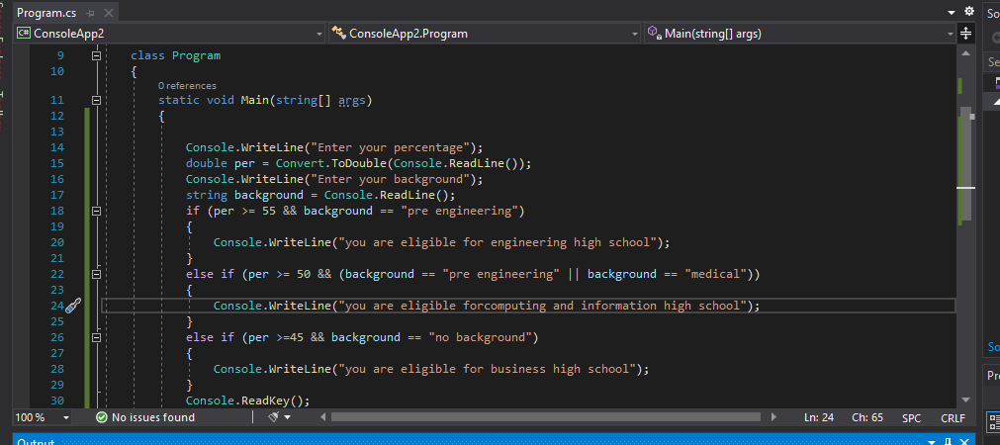 Program.cs
So
C# ConsoleApp2 ConsoleApp2.Program Main(string[] args)
Se
9 class Program
10 {
0 references
11 static void Main(string[] args)
12 {
13
14 Console.WriteLine("Enter your percentage");
15 double per = Convert.ToDouble(Console.ReadLine());
16 Console.WriteLine("Enter your background");
17 string background = Console.ReadLine();
18 if (per >= 55 && background == "pre engineering")
19 {
20 Console.WriteLine("you are eligible for engineering high school");
21 }
22 else if (per >= 50 && (background == "pre engineering" || background == "medical"))
23 {
24 Console.WriteLine("you are eligible forcomputing and information high school");
25 }
26 else if (per >=45 && background == "no background")
27 {
28 Console.WriteLine("you are eligible for business high school");
29 }
30 Console.ReadKey();
So
Pro
100 % No issues found Ln: 24 Ch: 65 SPC CRLF
Output